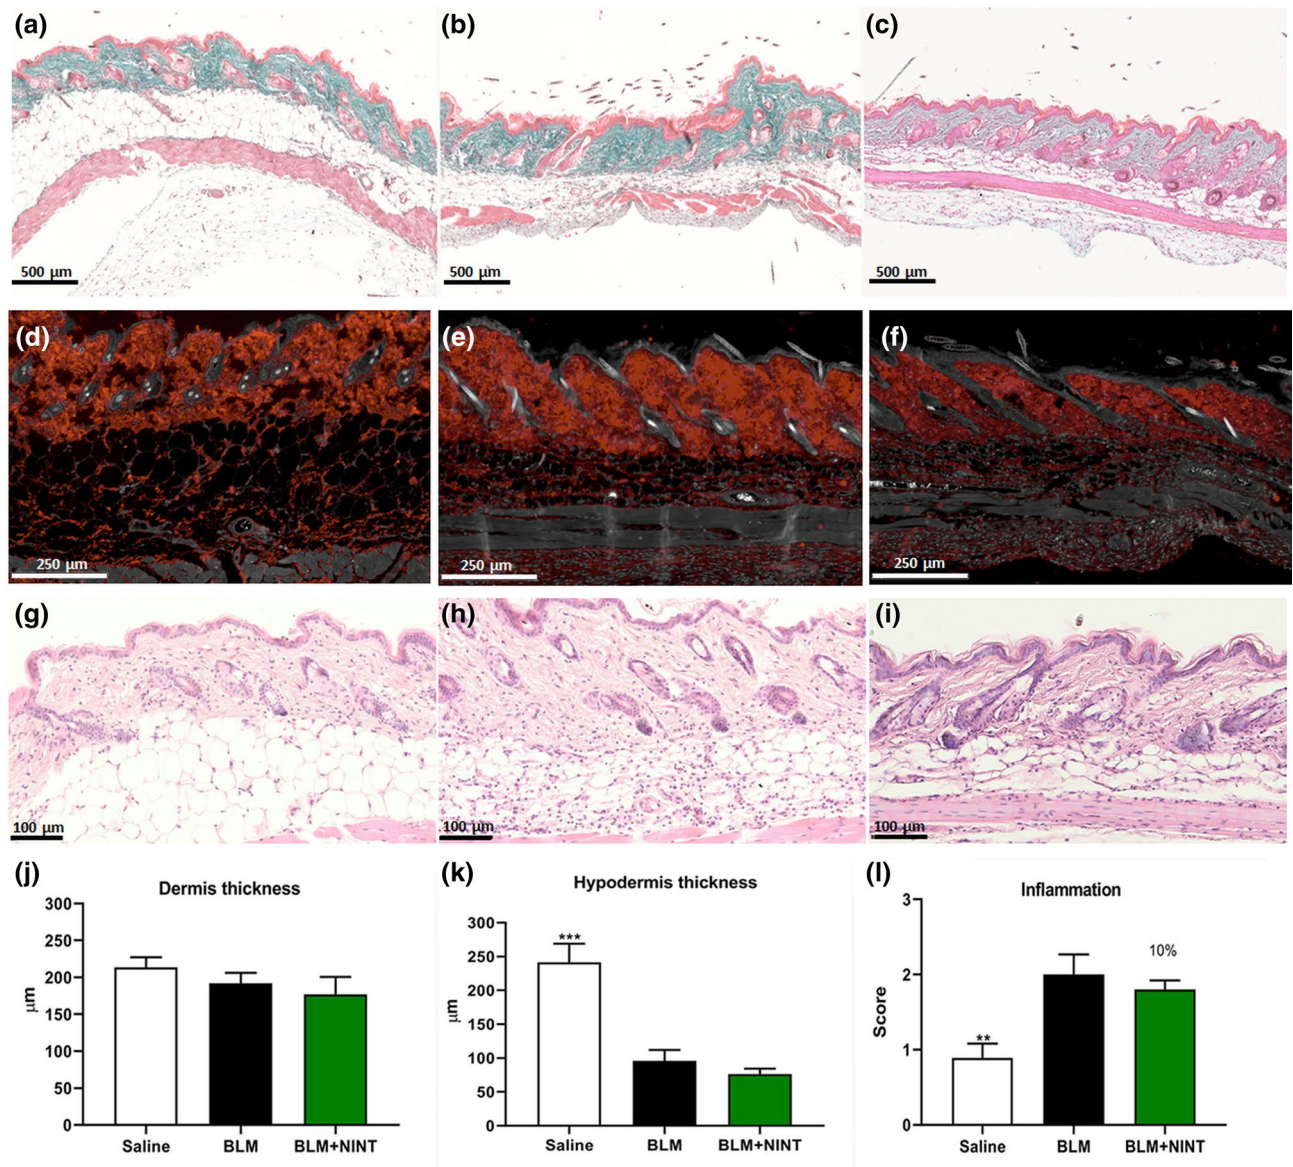 (a)
(b)
(c)
500 µm
500 µm
500 µm
(d)
(e)
(f)
250 µm
250 µm
250 µm
(g)
(h)
(i)
100 µm
100 µm
100 µm
(j)
Dermis thickness
300
250
200
150
100
50
0
µm
Saline
BLM
BLM+NINT
(k)
Hypodermis thickness
300
250
200
150
100
50
0
µm
***
Saline
BLM
BLM+NINT
(l)
Inflammation
3
2
1
0
Score
**
10%
Saline
BLM
BLM+NINT